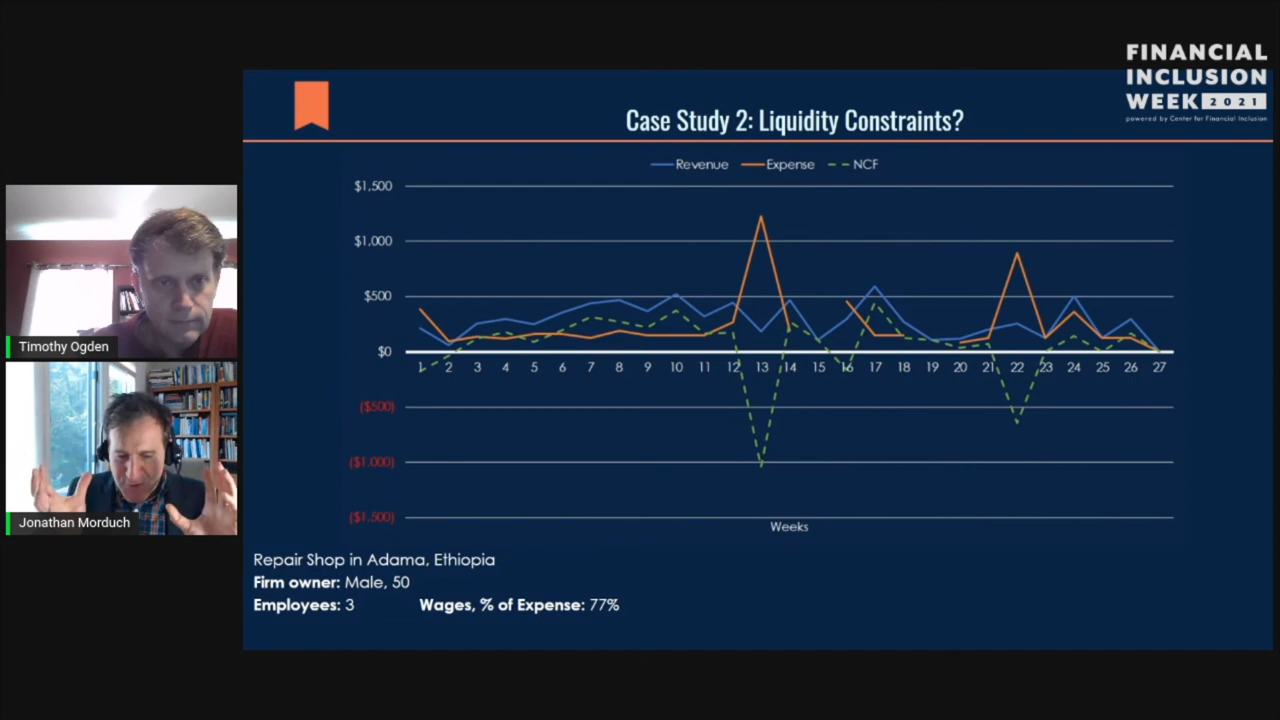 FINANCIAL
INCLUSION
WEEK 2021
powered by Center for Financial Inclusion
Case Study 2: Liquidity Constraints?
Revenue Expense NCF
$1,500
$1,000
$500
$0
1 2 3 4 5 6 7 8 9 10 11 12 13 14 15 16 17 18 19 20 21 22 23 24 25 26 27
($500)
($1,000)
($1,500)
Weeks
Timothy Ogden
Jonathan Morduch
Repair Shop in Adama, Ethiopia
Firm owner: Male, 50
Employees: 3 Wages, % of Expense: 77%